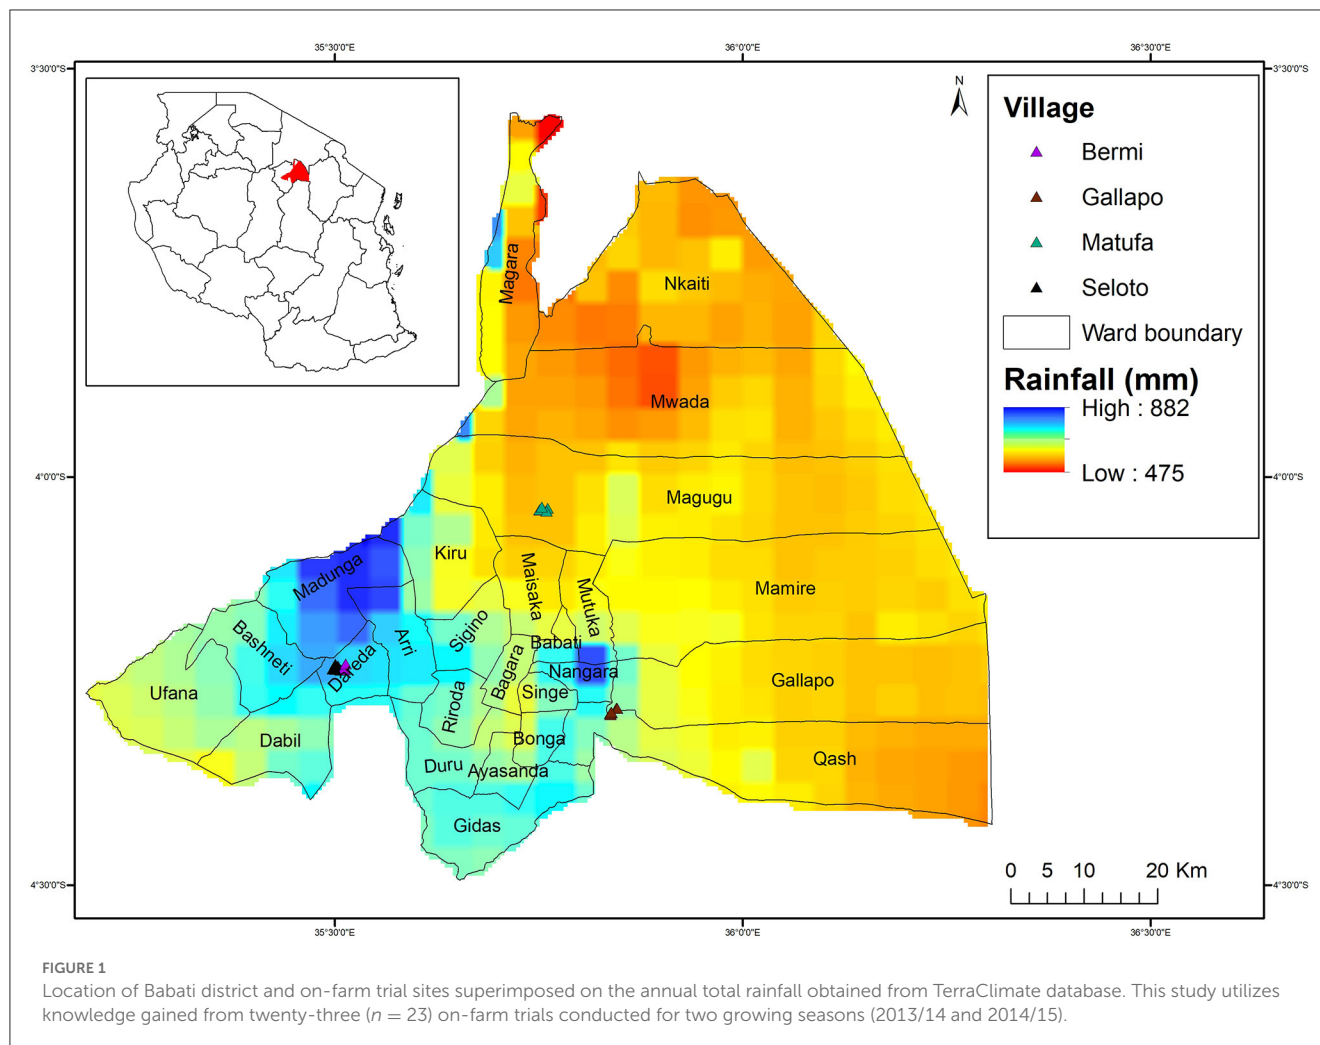 35°30'0"E
36°0'0"E
36°30'0"E
3°30'0"S
3°30'0"S
N
Village
Bermi
Gallapo
Matufa
Seloto
Ward boundary
Rainfall (mm)
High : 882
Low : 475
Magara
Nkaiti
Mwada
4°0'0"S
4°0'0"S
Magugu
Kiru
Madunga
Maisaka
Mutuka
Mamire
Bashneti
Arri
Sigino
Babati
Dareda
Bagara
Nangara
Gallapo
Ufana
Riroda
Singe
Dabil
Bonga
Qash
Duru
Ayasanda
Gidas
0 5 10 20 Km
4°30'0"S
4°30'0"S
35°30'0"E
36°0'0"E
36°30'0"E
FIGURE 1
Location of Babati district and on-farm trial sites superimposed on the annual total rainfall obtained from TerraClimate database. This study utilizes
knowledge gained from twenty-three (n = 23) on-farm trials conducted for two growing seasons (2013/14 and 2014/15).